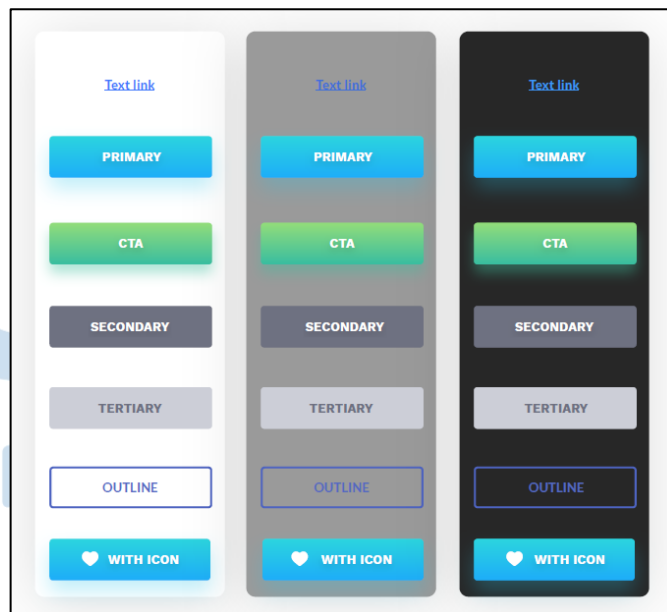 Text link
PRIMARY
CTA
SECONDARY
TERTIARY
OUTLINE
WITH ICON
Text link
PRIMARY
CTA
SECONDARY
TERTIARY
OUTLINE
WITH ICON
Text link
PRIMARY
CTA
SECONDARY
TERTIARY
OUTLINE
WITH ICON